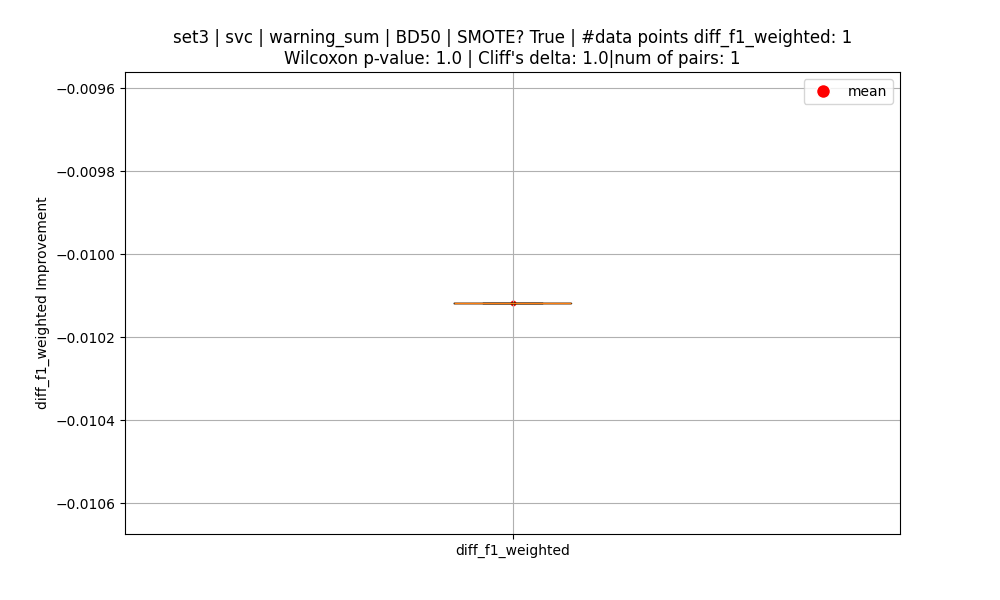 set3 | svc | warning_sum | BD50 | SMOTE? True | #data points diff_f1_weighted: 1
Wilcoxon p-value: 1.0 | Cliff's delta: 1.0|num of pairs: 1
mean
−0.0096
−0.0098
−0.0100
−0.0102
−0.0104
−0.0106
diff_f1_weighted Improvement
diff_f1_weighted